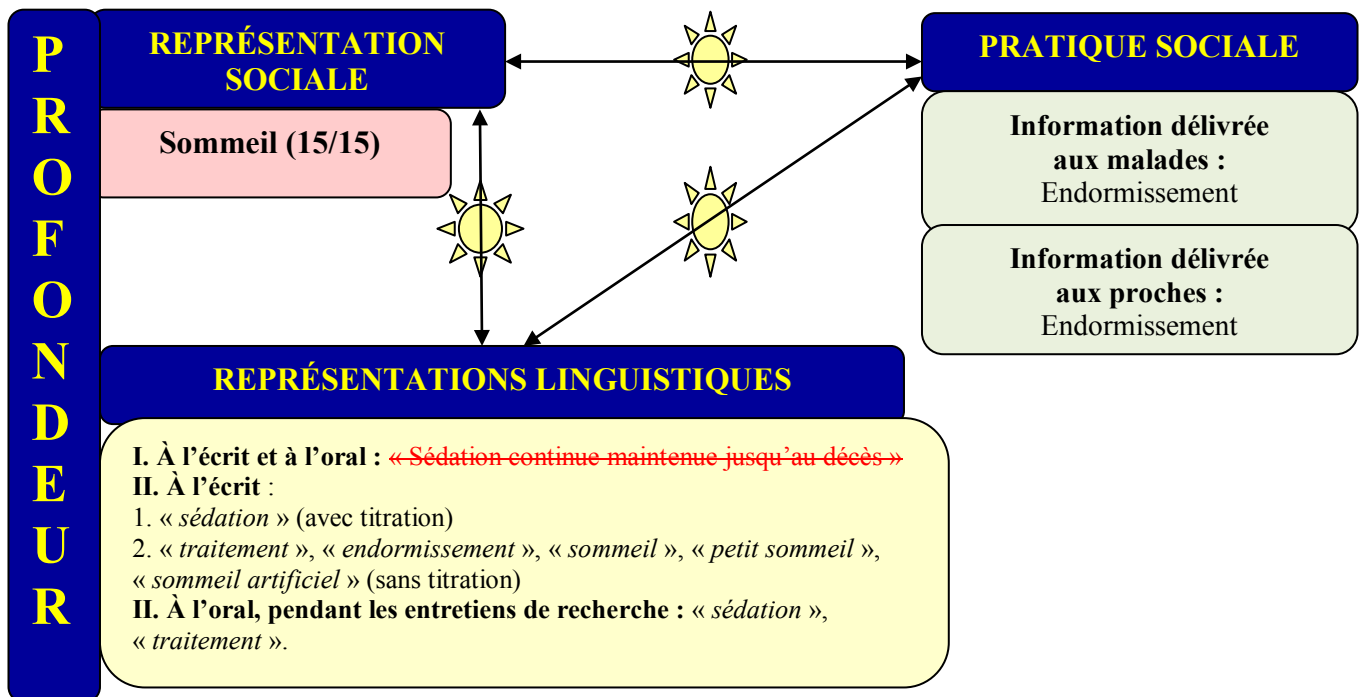 PROFONDEUR
REPRÉSENTATION
SOCIALE
Sommeil (15/15)
PRATIQUE SOCIALE
Information délivrée
aux malades :
Endormissement
Information délivrée
aux proches :
Endormissement
REPRÉSENTATIONS LINGUISTIQUES
I. À l’écrit et à l’oral : « Sédation continue maintenue jusqu’au décès »
II. À l’écrit :
1. « sédation » (avec titration)
2. « traitement », « endormissement », « sommeil », « petit sommeil »,
« sommeil artificiel » (sans titration)
II. À l’oral, pendant les entretiens de recherche : « sédation »,
« traitement ».